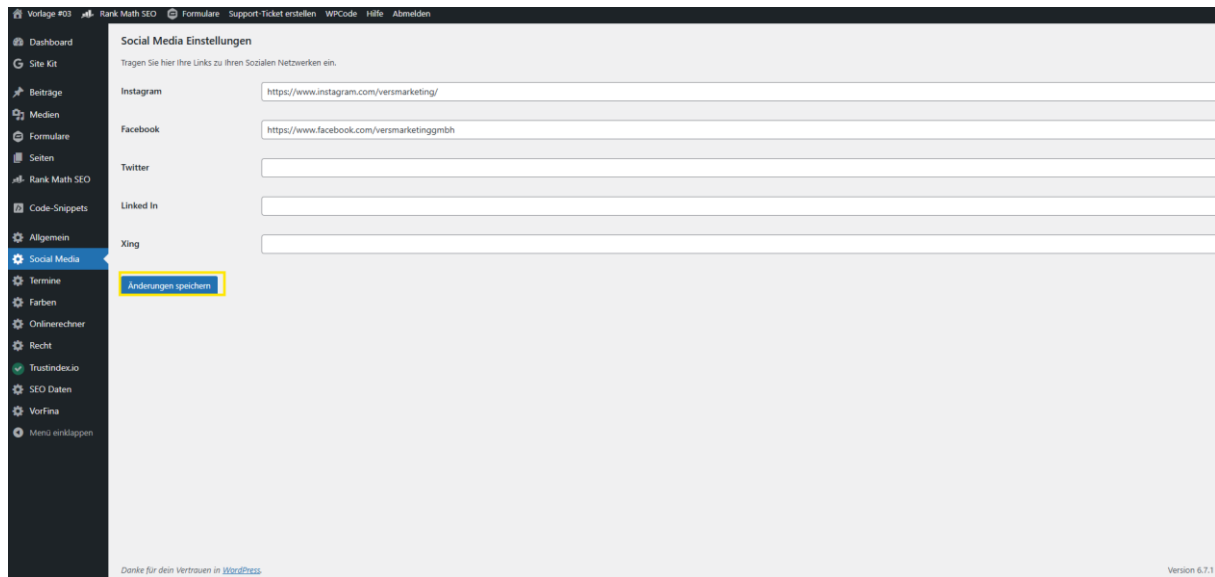 Vorlage #03 Rank Math SEO Formulare Support-Ticket erstellen WPCode Hilfe Abmelden
Dashboard
Site Kit
Beiträge
Medien
Formulare
Seiten
Rank Math SEO
Code-Snippets
Allgemein
Social Media
Termine
Farben
Onlinerechner
Recht
Trustindex.io
SEO Daten
VorFina
Menü einklappen
Social Media Einstellungen
Tragen Sie hier Ihre Links zu Ihren Sozialen Netzwerken ein.
Instagram https://www.instagram.com/versmarketing/
Facebook https://www.facebook.com/versmarketinggmbh
Twitter
Linked In
Xing
Änderungen speichern
Danke für dein Vertrauen in WordPress. Version 6.7.1